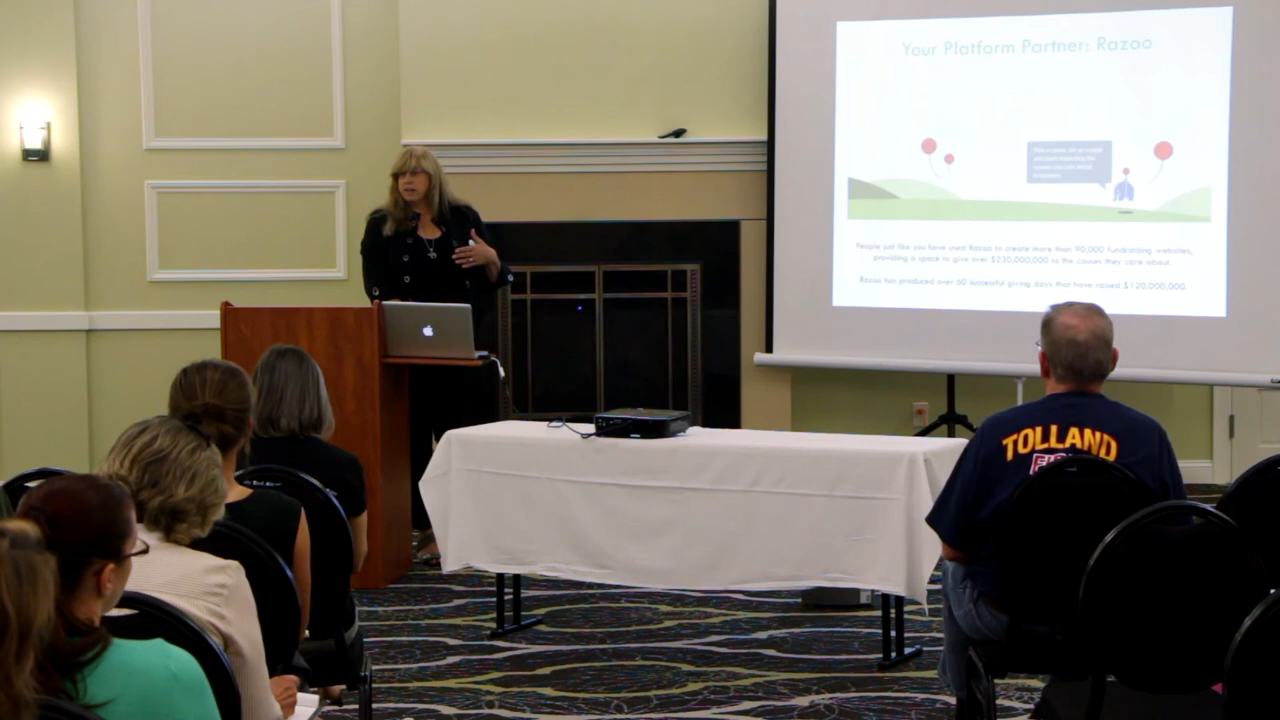 Your Platform Partner: Razoo
People just like you have used Razoo to create more than 90,000 fundraising websites,
providing a space to give over $230,000,000 to the causes they care about.
Razoo has produced over 60 successful giving days that have raised $120,000,000.
TOLLAND